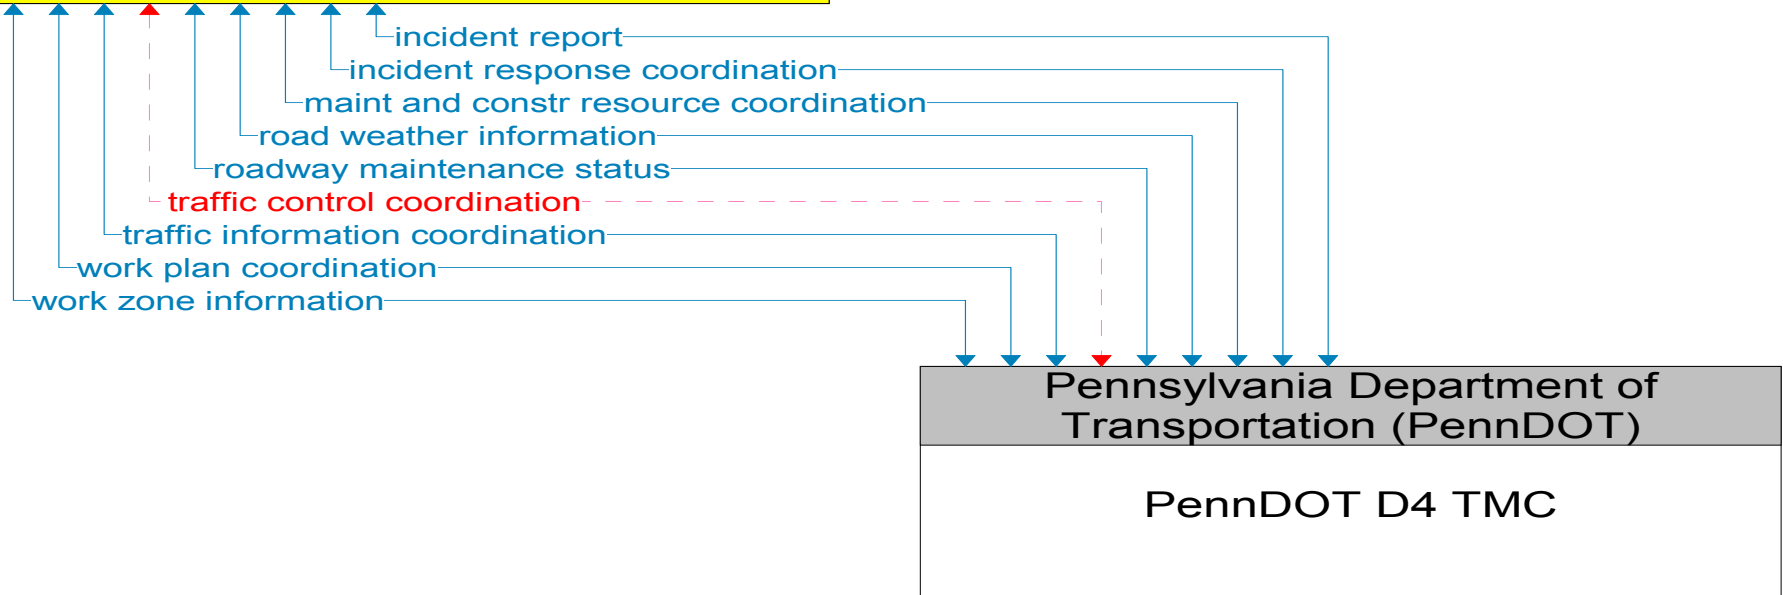 incident report
incident response coordination
maint and constr resource coordination
road weather information
roadway maintenance status
traffic control coordination
traffic information coordination
work plan coordination
work zone information
Pennsylvania Department of
Transportation (PennDOT)
PennDOT D4 TMC